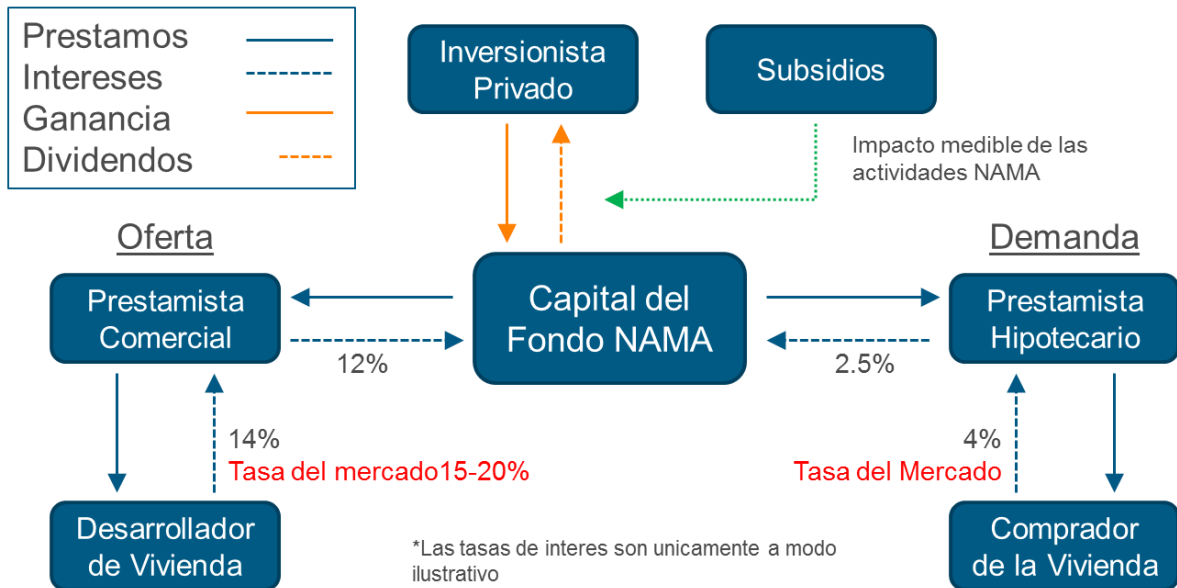 Prestamos
Intereses
Ganancia
Dividendos
Inversionista
Privado
Subsidios
Impacto medible de las
actividades NAMA
Oferta
Demanda
Prestamista
Comercial
Capital del
Fondo NAMA
Prestamista
Hipotecario
12%
2.5%
14%
Tasa del mercado15-20%
4%
Tasa del Mercado
Desarrollador
de Vivienda
*Las tasas de interes son unicamente a modo
ilustrativo
Comprador
de la Vivienda